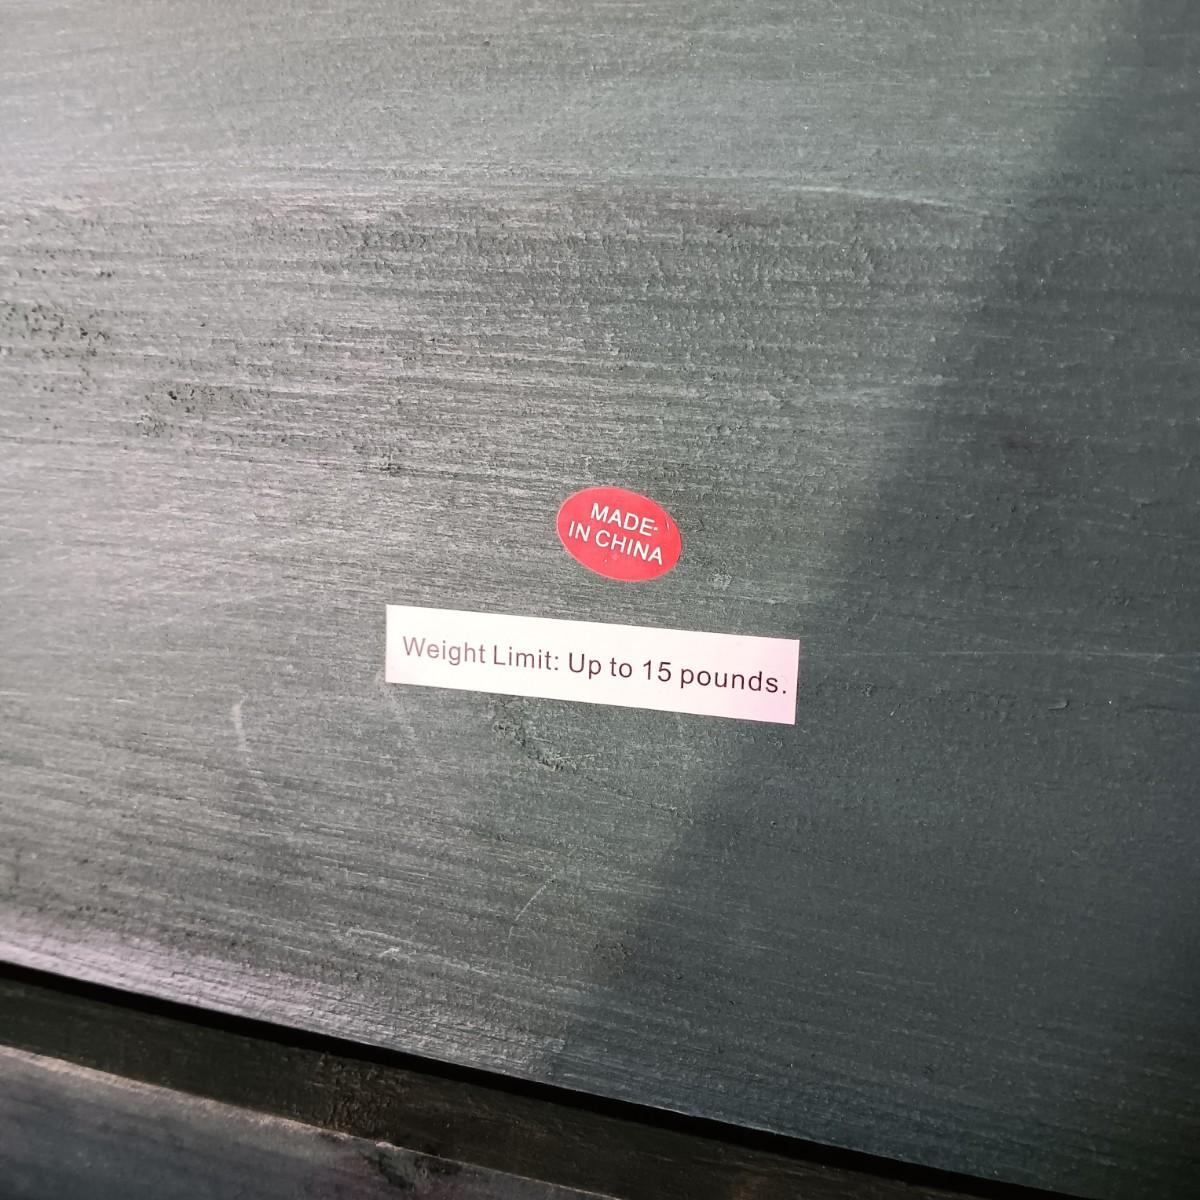 MADE
IN CHINA
Weight Limit: Up to 15 pounds.